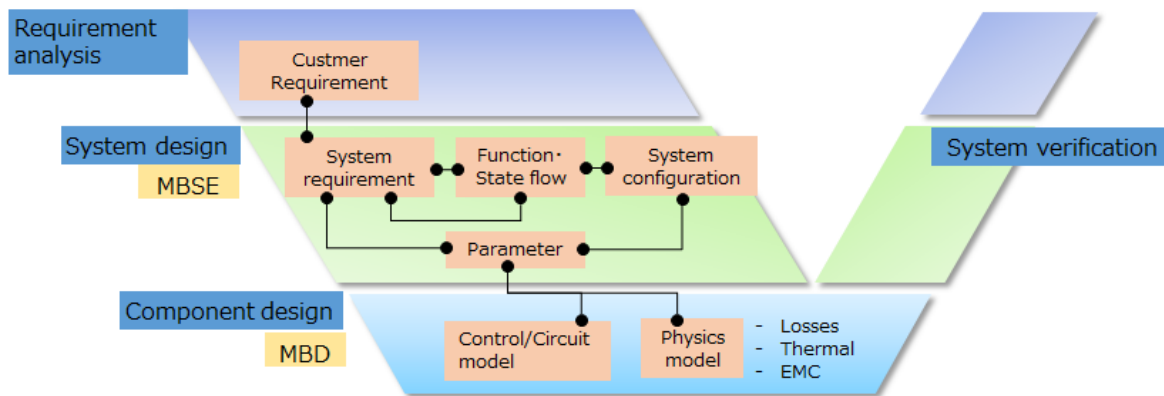 Requirement
analysis
Custmer
Requirement
System design
MBSE
System
requirement
Function・
State flow
System
configuration
System verification
Parameter
Component design
MBD
Control/Circuit
model
Physics
model
- Losses
- Thermal
- EMC